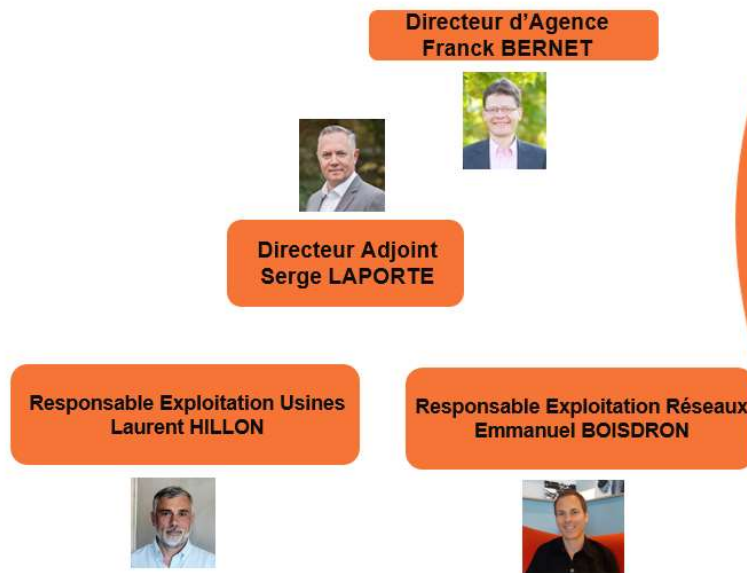 Directeur d’Agence
Franck BERNET
Directeur Adjoint
Serge LAPORTE
Responsable Exploitation Usines
Laurent HILLON
Responsable Exploitation Réseaux
Emmanuel BOISDRON